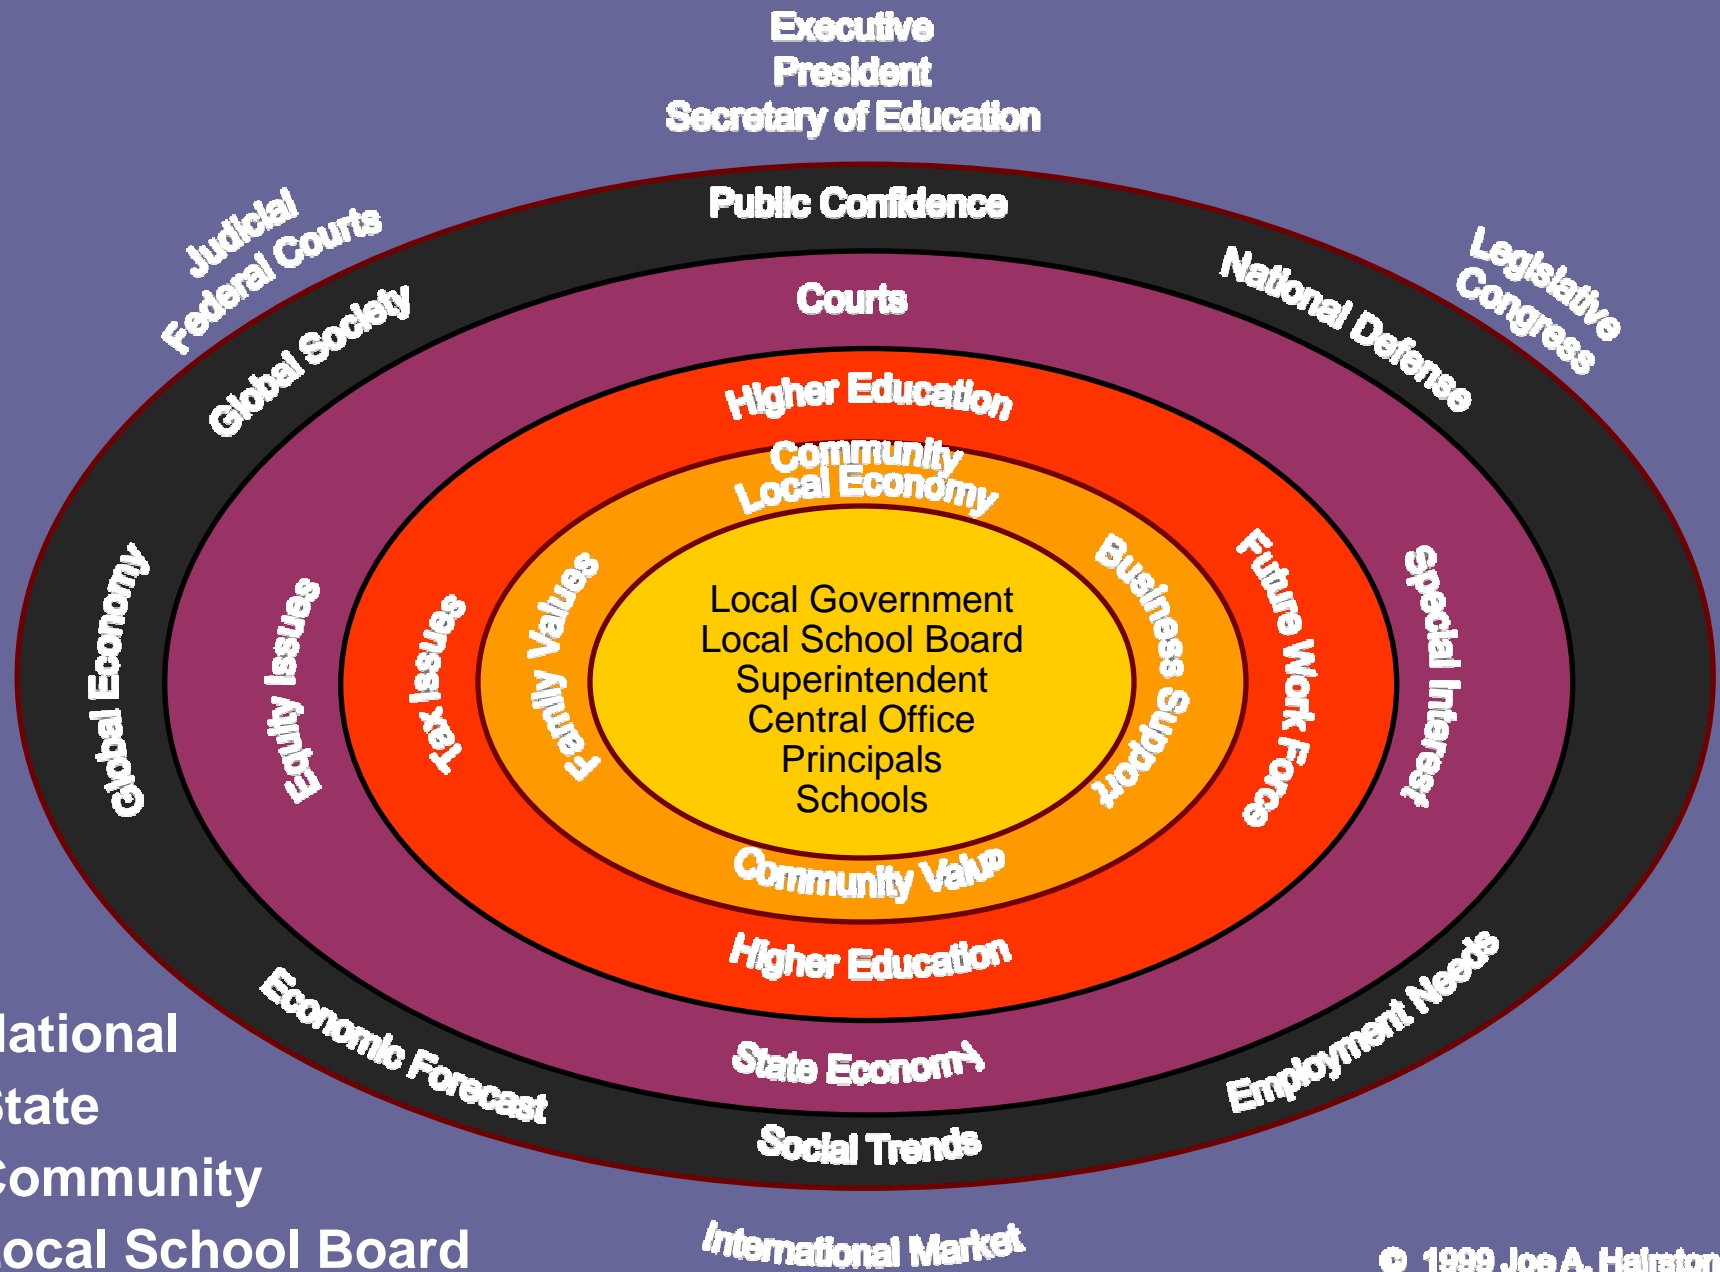 Executive
President
Secretary of Education
Judicial
Federal Courts
Legislative
Congress
Public Confidence
Global Society
National Defense
Courts
Higher Education
Community
Local Economy
Global Economy
Equity Issues
Tax Issues
Family Values
Local Government
Local School Board
Superintendent
Central Office
Principals
Schools
Business Support
Future Work Force
Special Interest
Community Value
Higher Education
Economic Forecast
State Economy
Employment Needs
Social Trends
International Market
National
State
Community
Local School Board
© 1999 Joe A. Hairston